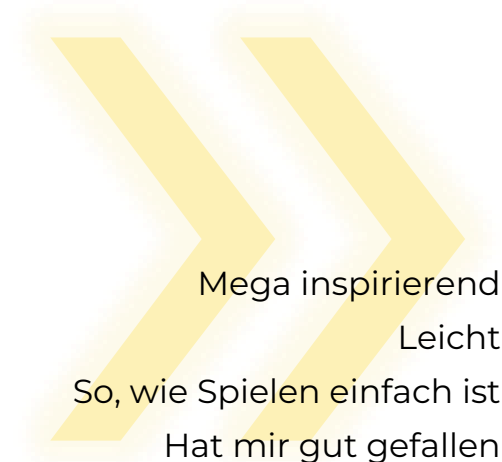 Mega inspirierend
Leicht
So, wie Spielen einfach ist
Hat mir gut gefallen